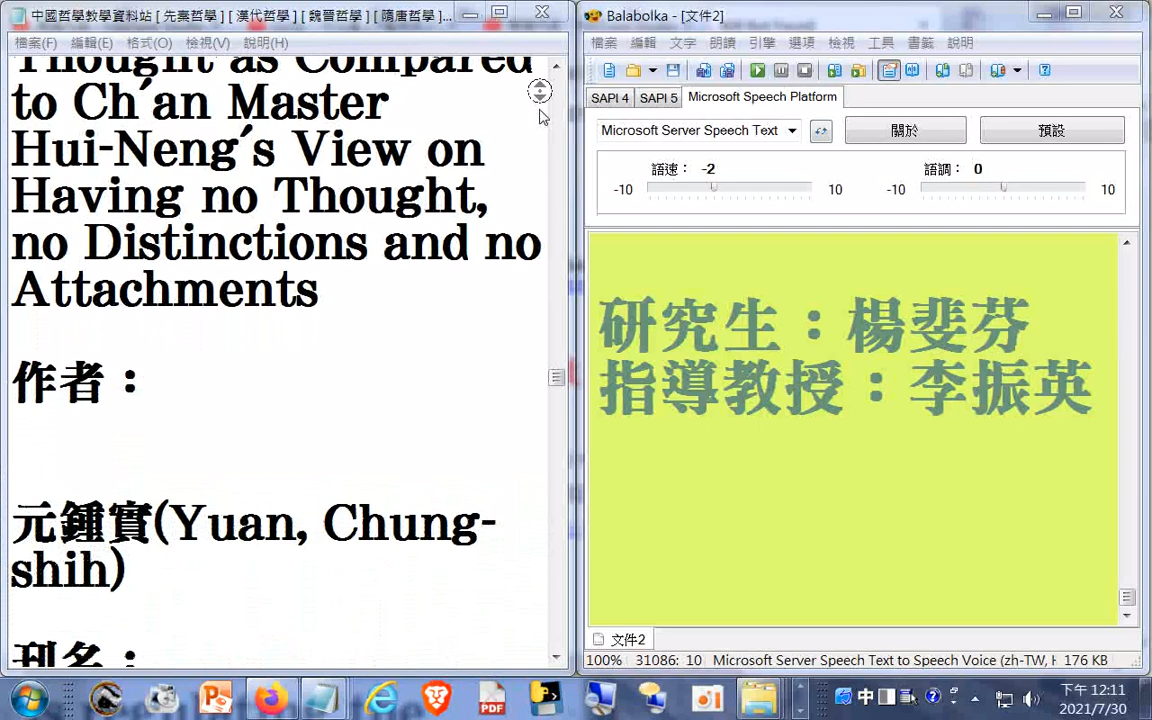 中國哲學教學資料站 [ 先秦哲學 ] [ 漢代哲學 ] [ 魏晉哲學 ] [ 隋唐哲學 ]...
檔案(F) 編輯(E) 格式(O) 檢視(V) 說明(H)
Thought as Compared
to Ch'an Master
Hui-Neng's View on
Having no Thought,
no Distinctions and no
Attachments
作者：
元鍾實(Yuan, Chung-
shih)
刊名：
Balabolka - [文件2]
檔案 編輯 文字 朗讀 引擎 選項 檢視 工具 書籤 說明
SAPI 4 SAPI 5 Microsoft Speech Platform
Microsoft Server Speech Text 關於 預設
語速： -2 語調： 0
-10 10 -10 10
研究生：楊斐芬
指導教授：李振英
文件2
100% 31086: 10 Microsoft Server Speech Text to Speech Voice (zh-TW, H 176 KB
PDF 中 下午 12:11
2021/7/30